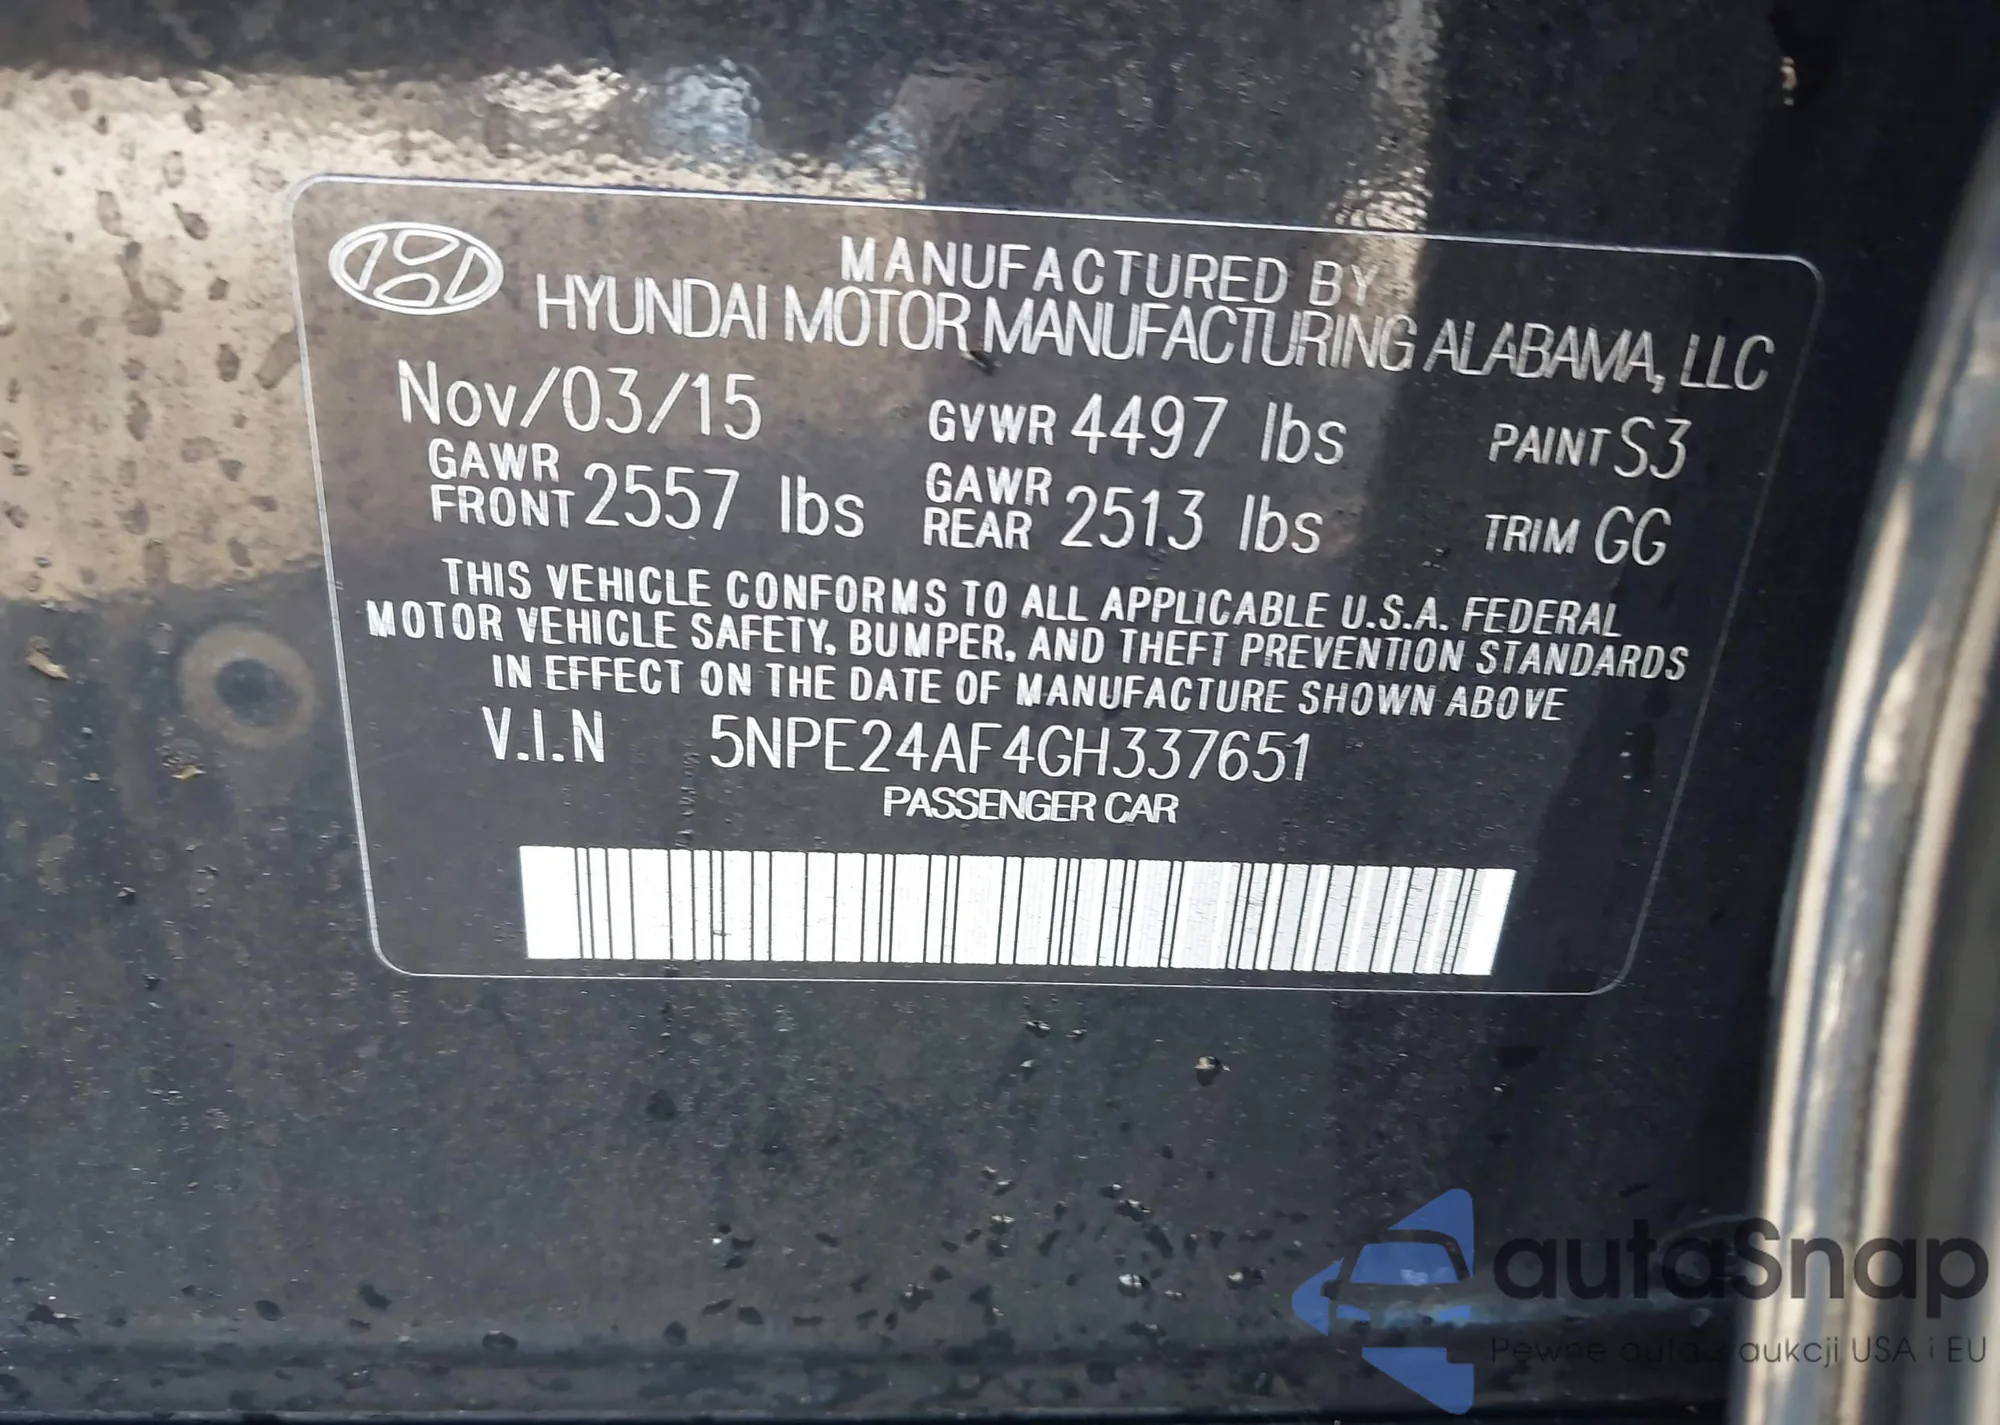 MANUFACTURED BY
HYUNDAI MOTOR MANUFACTURING ALABAMA, LLC
Nov/03/15 GVWR 4497 lbs PAINT S3
GAWR FRONT 2557 lbs GAWR REAR 2513 lbs TRIM GG
THIS VEHICLE CONFORMS TO ALL APPLICABLE U.S.A. FEDERAL
MOTOR VEHICLE SAFETY, BUMPER, AND THEFT PREVENTION STANDARDS
IN EFFECT ON THE DATE OF MANUFACTURE SHOWN ABOVE
V.I.N 5NPE24AF4GH337651
PASSENGER CAR
autaSnap
Pewne auta z aukcji USA i EU